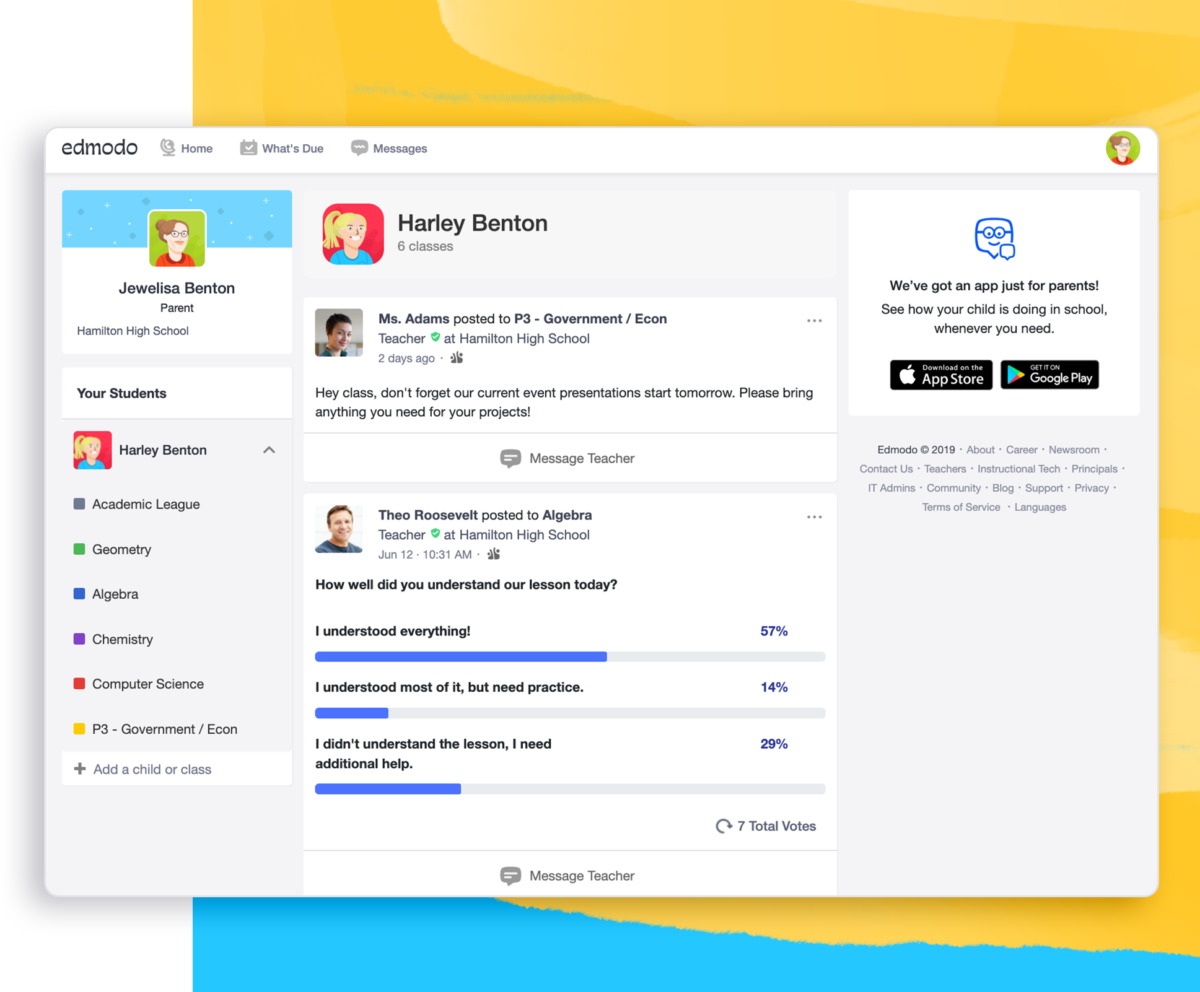 edmodo
Home
What's Due
Messages
Jewelisa Benton
Parent
Hamilton High School
Your Students
Harley Benton
Academic League
Geometry
Algebra
Chemistry
Computer Science
P3 - Government / Econ
Add a child or class
Harley Benton
6 classes
Ms. Adams posted to P3 - Government / Econ
Teacher at Hamilton High School
2 days ago ·
Hey class, don't forget our current event presentations start tomorrow. Please bring
anything you need for your projects!
Message Teacher
Theo Roosevelt posted to Algebra
Teacher at Hamilton High School
Jun 12 · 10:31 AM ·
How well did you understand our lesson today?
I understood everything! 57%
I understood most of it, but need practice. 14%
I didn't understand the lesson, I need 29%
additional help.
7 Total Votes
Message Teacher
We’ve got an app just for parents!
See how your child is doing in school,
whenever you need.
Download on the
App Store
GET IT ON
Google Play
Edmodo © 2019 · About · Career · Newsroom ·
Contact Us · Teachers · Instructional Tech · Principals ·
IT Admins · Community · Blog · Support · Privacy ·
Terms of Service · Languages